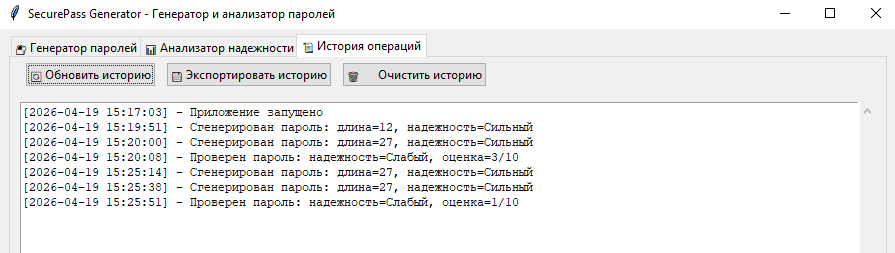 SecurePass Generator - Генератор и анализатор паролей
Генератор паролей Анализатор надежности История операций
Обновить историю Экспортировать историю Очистить историю
[2026-04-19 15:17:03] - Приложение запущено
[2026-04-19 15:19:51] - Сгенерирован пароль: длина=12, надежность=Сильный
[2026-04-19 15:20:00] - Сгенерирован пароль: длина=27, надежность=Сильный
[2026-04-19 15:20:08] - Проверен пароль: надежность=Слабый, оценка=3/10
[2026-04-19 15:25:14] - Сгенерирован пароль: длина=27, надежность=Сильный
[2026-04-19 15:25:38] - Сгенерирован пароль: длина=27, надежность=Сильный
[2026-04-19 15:25:51] - Проверен пароль: надежность=Слабый, оценка=1/10